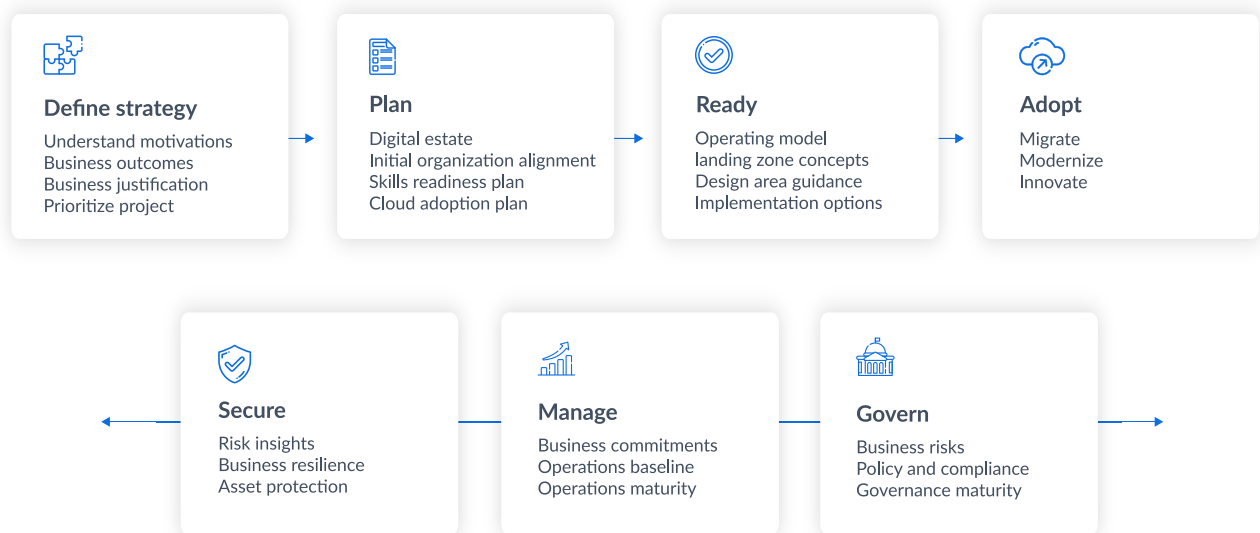 Define strategy
Understand motivations
Business outcomes
Business justification
Prioritize project
Plan
Digital estate
Initial organization alignment
Skills readiness plan
Cloud adoption plan
Ready
Operating model
landing zone concepts
Design area guidance
Implementation options
Adopt
Migrate
Modernize
Innovate
Secure
Risk insights
Business resilience
Asset protection
Manage
Business commitments
Operations baseline
Operations maturity
Govern
Business risks
Policy and compliance
Governance maturity